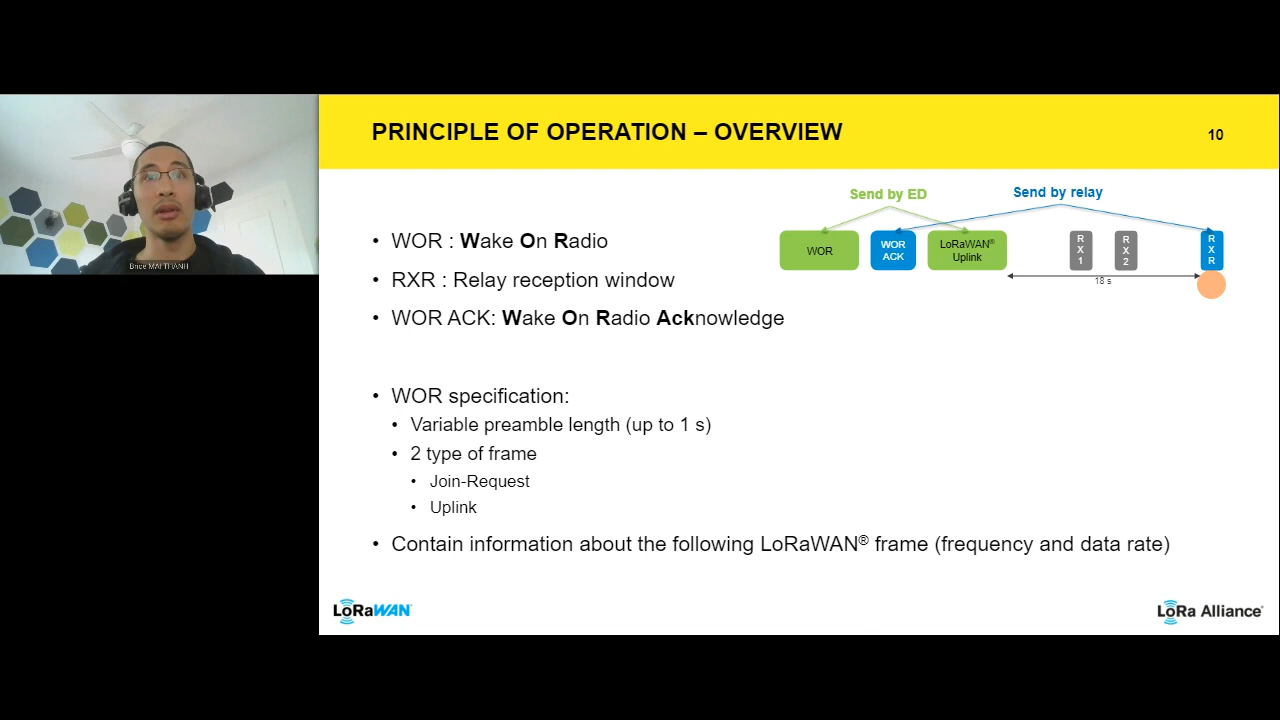 PRINCIPLE OF OPERATION – OVERVIEW
10
Send by ED
Send by relay
WOR
WOR
ACK
LoRaWAN®
Uplink
R
X
1
R
X
2
R
X
R
18 s
• WOR : Wake On Radio
• RXR : Relay reception window
• WOR ACK: Wake On Radio Acknowledge
• WOR specification:
• Variable preamble length (up to 1 s)
• 2 type of frame
• Join-Request
• Uplink
• Contain information about the following LoRaWAN® frame (frequency and data rate)
Brice MAI THANH
LoRaWAN
LoRa Alliance